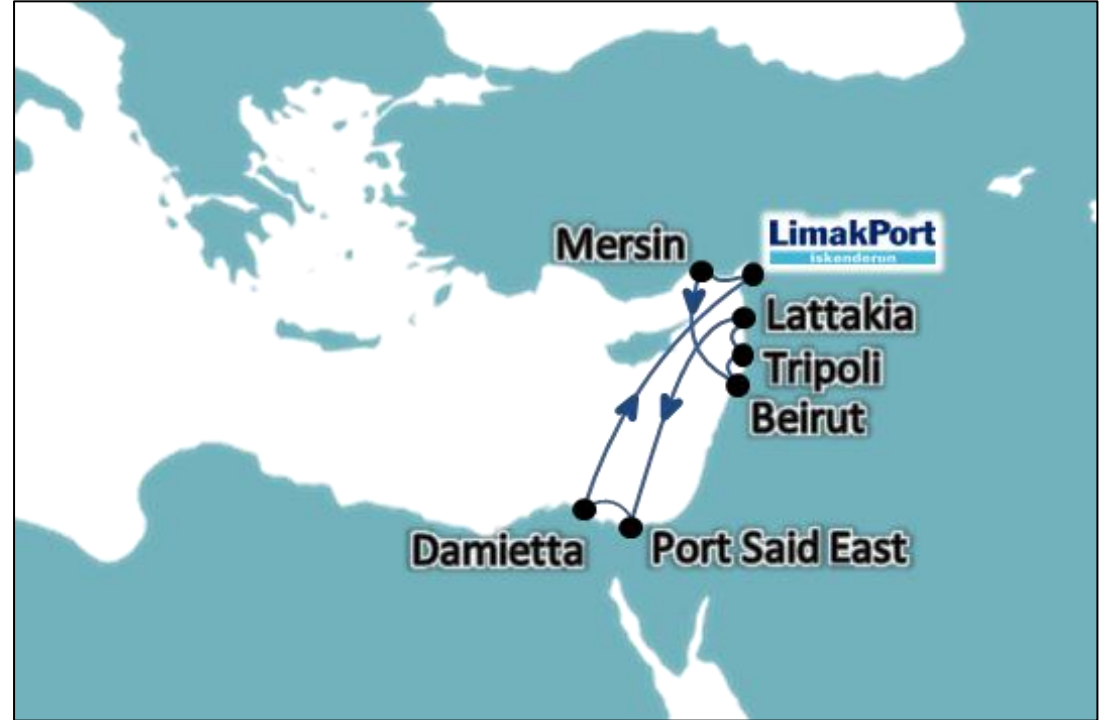 Mersin
LimakPort
iskenderun
Lattakia
Tripoli
Beirut
Damietta
Port Said East